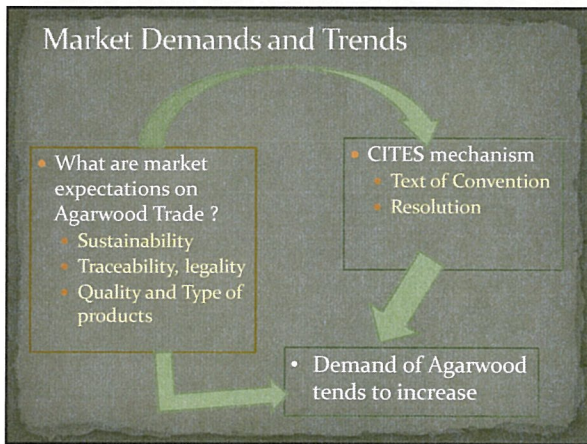 Market Demands and Trends
• What are market
expectations on
Agarwood Trade ?
• Sustainability
• Traceability, legality
• Quality and Type of
products
• CITES mechanism
• Text of Convention
• Resolution
• Demand of Agarwood
tends to increase